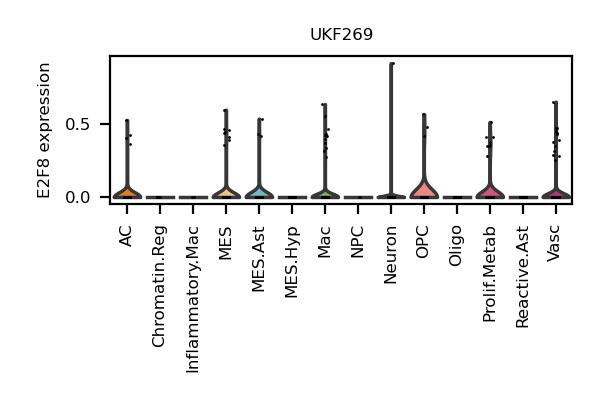 UKF269
E2F8 expression
0.5
0.0
AC
Chromatin.Reg
Inflammatory.Mac
MES
MES.Ast
MES.Hyp
Mac
NPC
Neuron
OPC
Oligo
Prolif.Metab
Reactive.Ast
Vasc